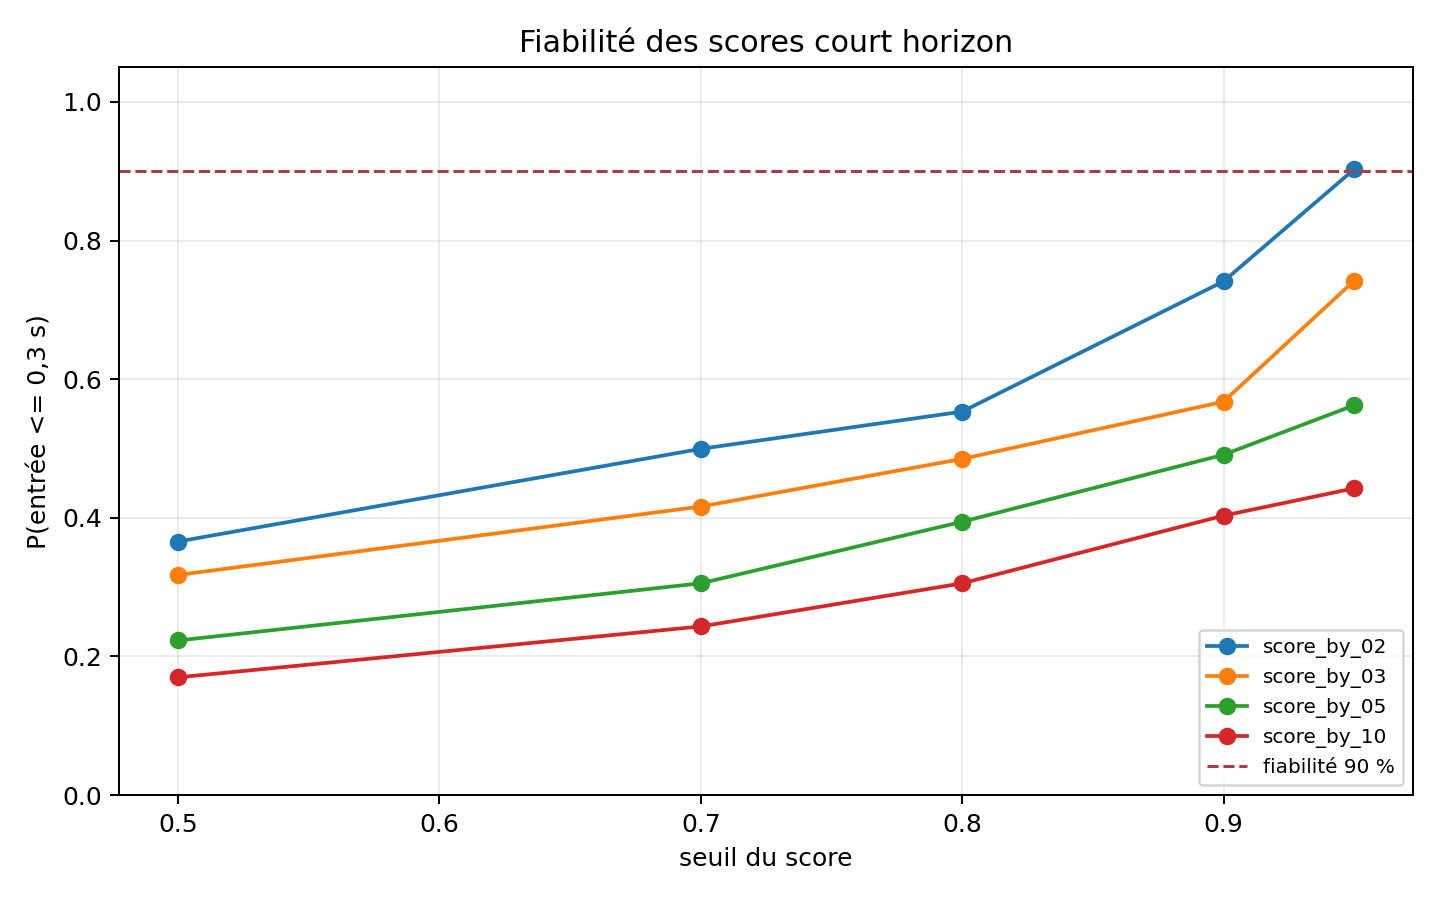 Fiabilité des scores court horizon
P(entrée <= 0,3 s)
1.0
0.8
0.6
0.4
0.2
0.0
score_by_02
score_by_03
score_by_05
score_by_10
fiabilité 90 %
0.5
0.6
0.7
0.8
0.9
seuil du score